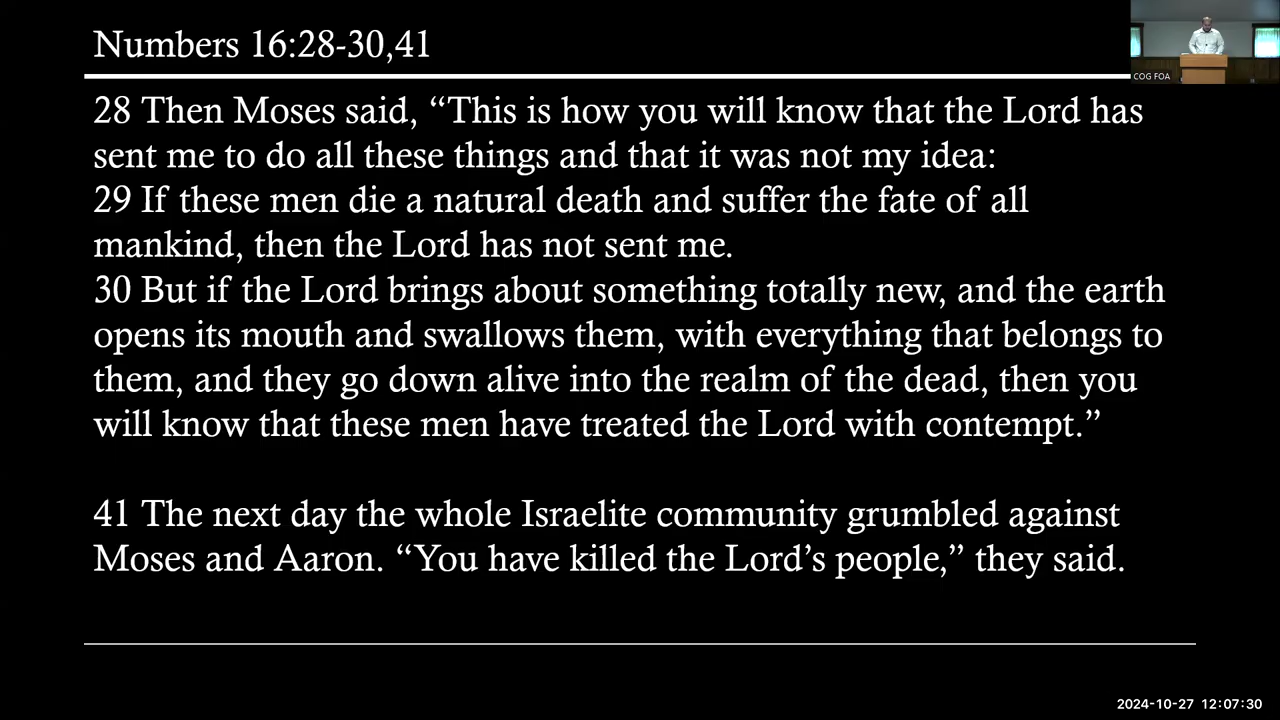 Numbers 16:28-30,41
COG FOA
28 Then Moses said, “This is how you will know that the Lord has
sent me to do all these things and that it was not my idea:
29 If these men die a natural death and suffer the fate of all
mankind, then the Lord has not sent me.
30 But if the Lord brings about something totally new, and the earth
opens its mouth and swallows them, with everything that belongs to
them, and they go down alive into the realm of the dead, then you
will know that these men have treated the Lord with contempt.”
41 The next day the whole Israelite community grumbled against
Moses and Aaron. “You have killed the Lord’s people,” they said.
2024-10-27 12:07:30